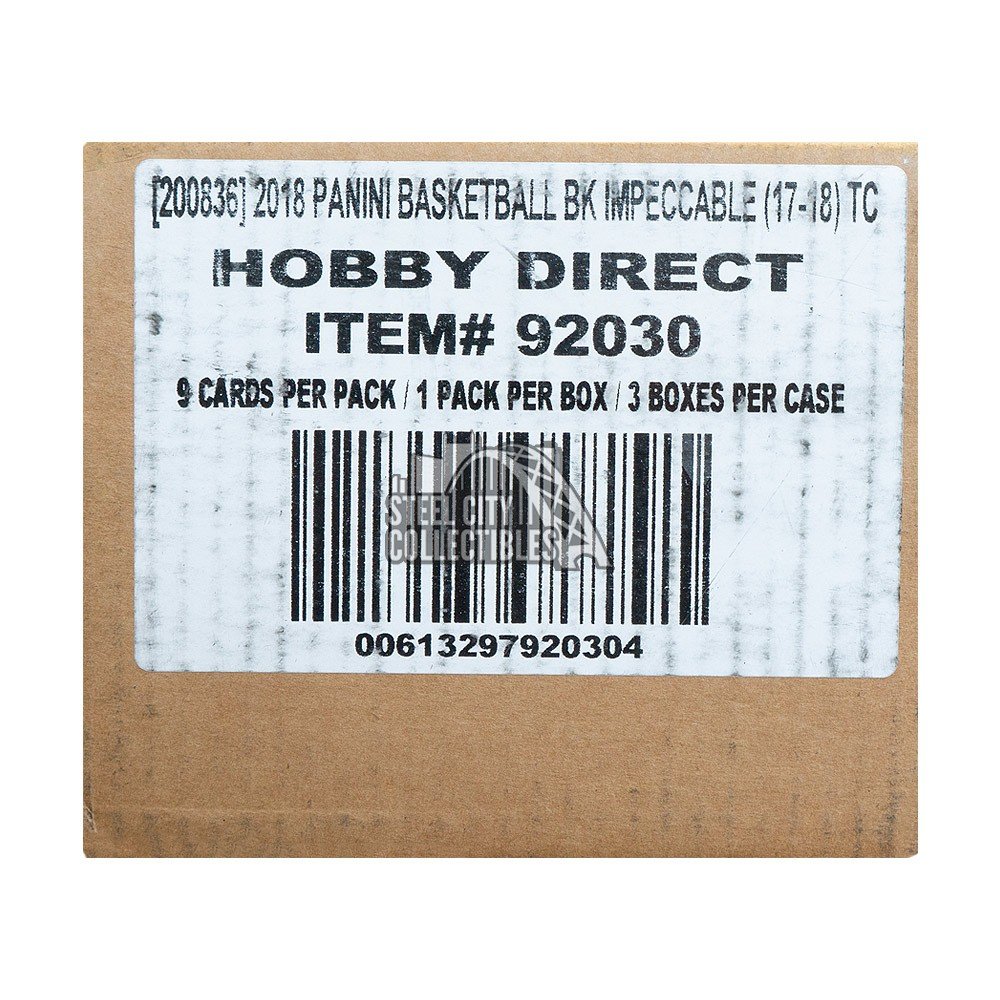 [200836] 2018 PANINI BASKETBALL BK IMPECCABLE (17-18) TC
HOBBY DIRECT
ITEM# 92030
9 CARDS PER PACK / 1 PACK PER BOX / 3 BOXES PER CASE
STEEL CITY
COLLECTIBLES
00613297920304